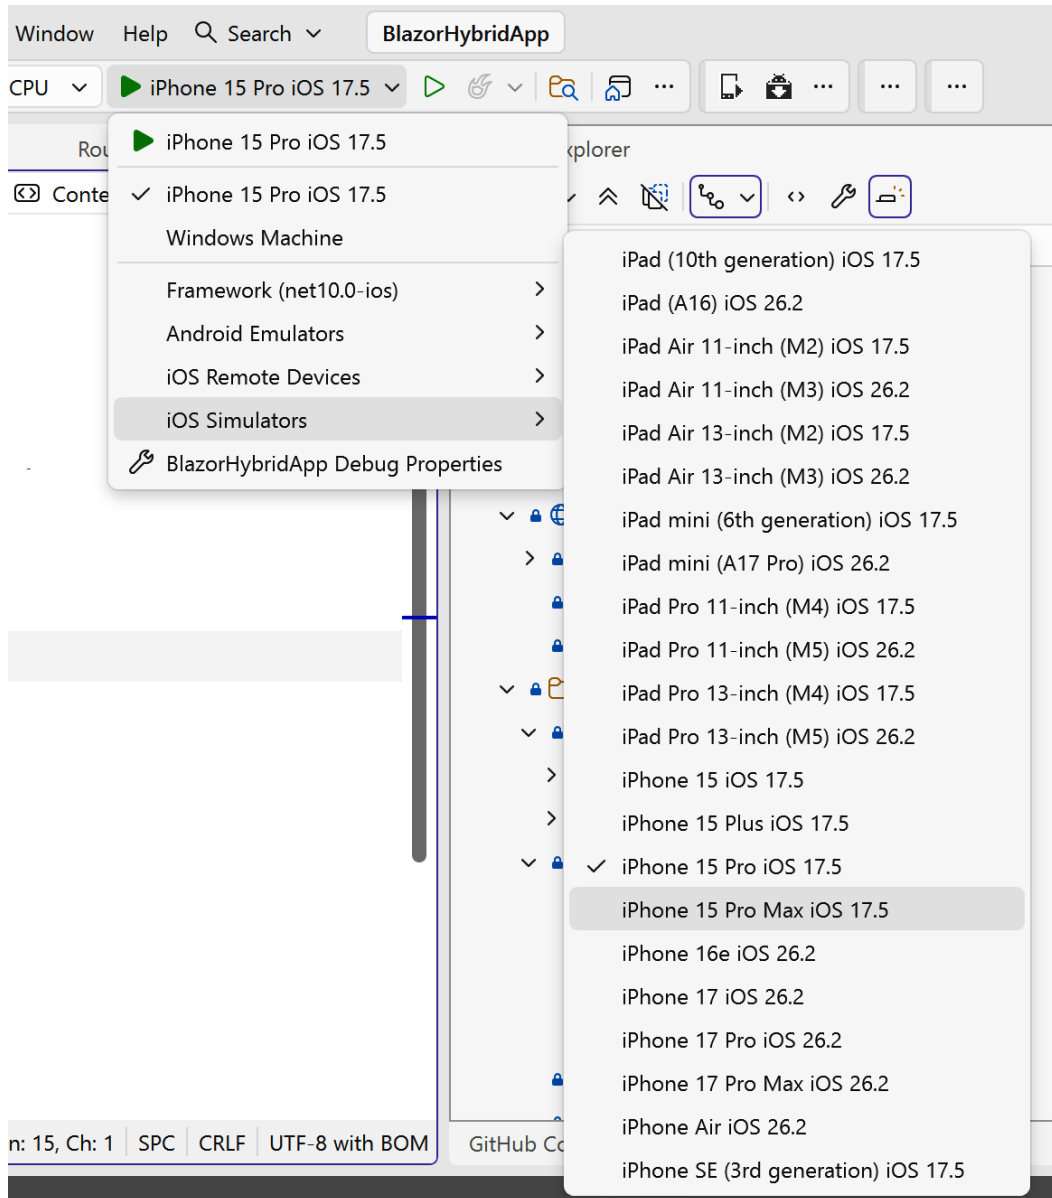 Window Help Search BlazorHybridApp
CPU iPhone 15 Pro iOS 17.5
iPhone 15 Pro iOS 17.5
iPhone 15 Pro iOS 17.5
Windows Machine
Framework (net10.0-ios)
Android Emulators
iOS Remote Devices
iOS Simulators
BlazorHybridApp Debug Properties
iPad (10th generation) iOS 17.5
iPad (A16) iOS 26.2
iPad Air 11-inch (M2) iOS 17.5
iPad Air 11-inch (M3) iOS 26.2
iPad Air 13-inch (M2) iOS 17.5
iPad Air 13-inch (M3) iOS 26.2
iPad mini (6th generation) iOS 17.5
iPad mini (A17 Pro) iOS 26.2
iPad Pro 11-inch (M4) iOS 17.5
iPad Pro 11-inch (M5) iOS 26.2
iPad Pro 13-inch (M4) iOS 17.5
iPad Pro 13-inch (M5) iOS 26.2
iPhone 15 iOS 17.5
iPhone 15 Plus iOS 17.5
iPhone 15 Pro iOS 17.5
iPhone 15 Pro Max iOS 17.5
iPhone 16e iOS 26.2
iPhone 17 iOS 26.2
iPhone 17 Pro iOS 26.2
iPhone 17 Pro Max iOS 26.2
iPhone Air iOS 26.2
iPhone SE (3rd generation) iOS 17.5
n: 15, Ch: 1 SPC CRLF UTF-8 with BOM GitHub